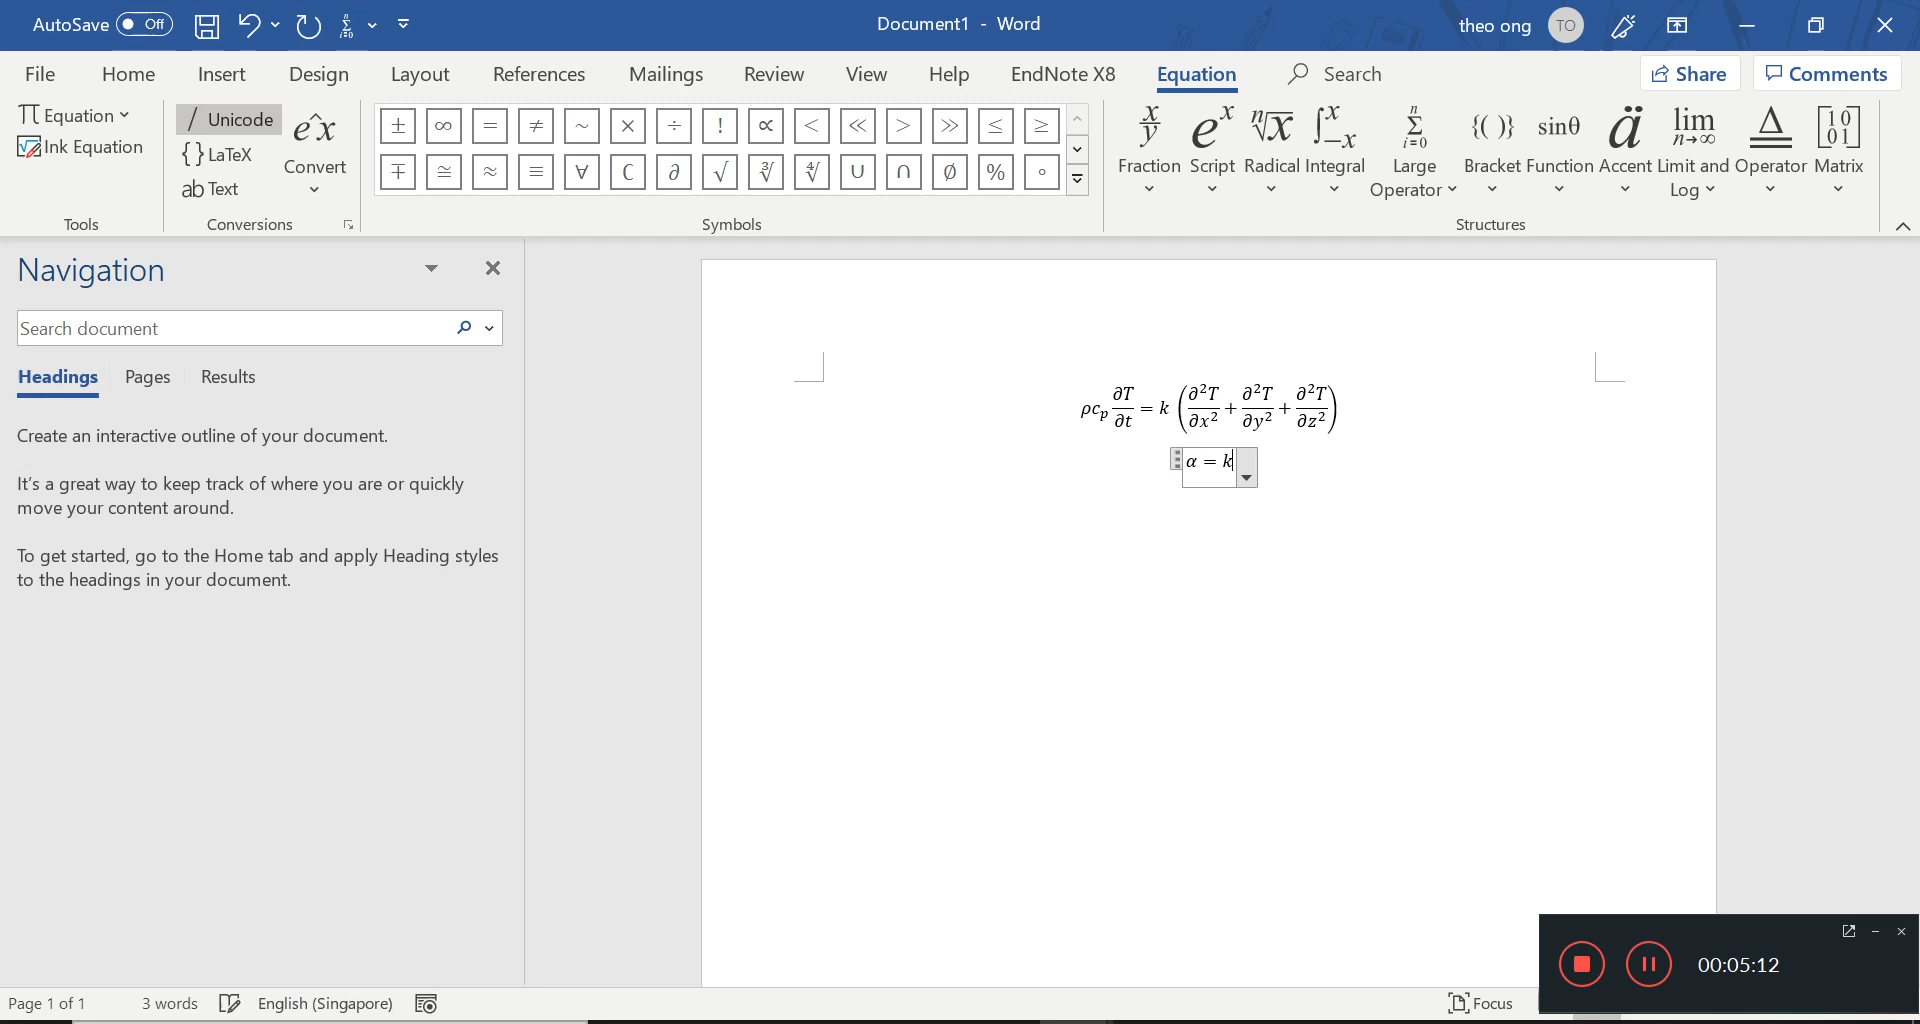 AutoSave Off
Document1 - Word
theo ong TO
File Home Insert Design Layout References Mailings Review View Help EndNote X8 Equation Search Share Comments
Equation
Ink Equation
Tools
Unicode
{ } LaTeX
ab Text
Convert
Conversions
± ∞ = ≠ ~ × ÷ ! ∝ < ≪ > ≫ ≤ ≥
∓ ≅ ≈ ≡ ∀ ∁ ∂ √ ∛ ∜ ∪ ∩ ∅ % °
Symbols
Fraction Script Radical Integral Large Operator Bracket Function Accent Limit and Log Operator Matrix
Structures
Navigation
Search document
Headings Pages Results
Create an interactive outline of your document.
It's a great way to keep track of where you are or quickly
move your content around.
To get started, go to the Home tab and apply Heading styles
to the headings in your document.
ρc_p ∂T/∂t = k (∂²T/∂x² + ∂²T/∂y² + ∂²T/∂z²)
α = k
00:05:12
Page 1 of 1 3 words English (Singapore) Focus